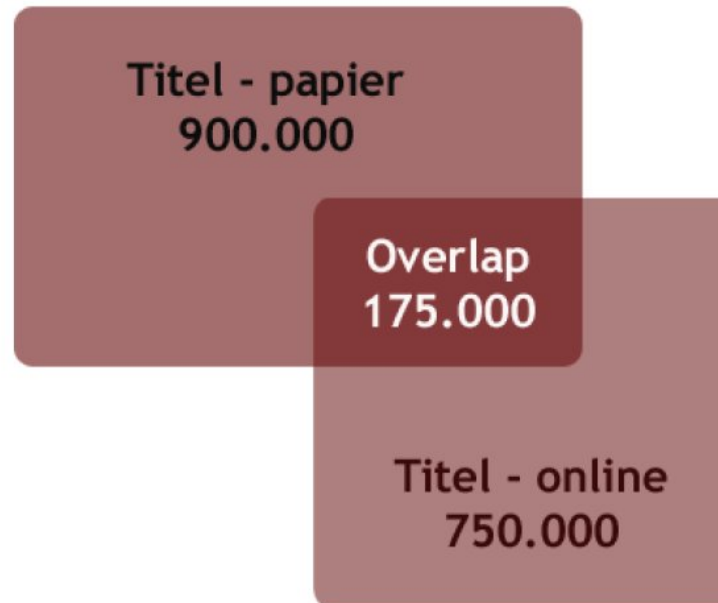 Titel - papier
900.000
Overlap
175.000
Titel - online
750.000